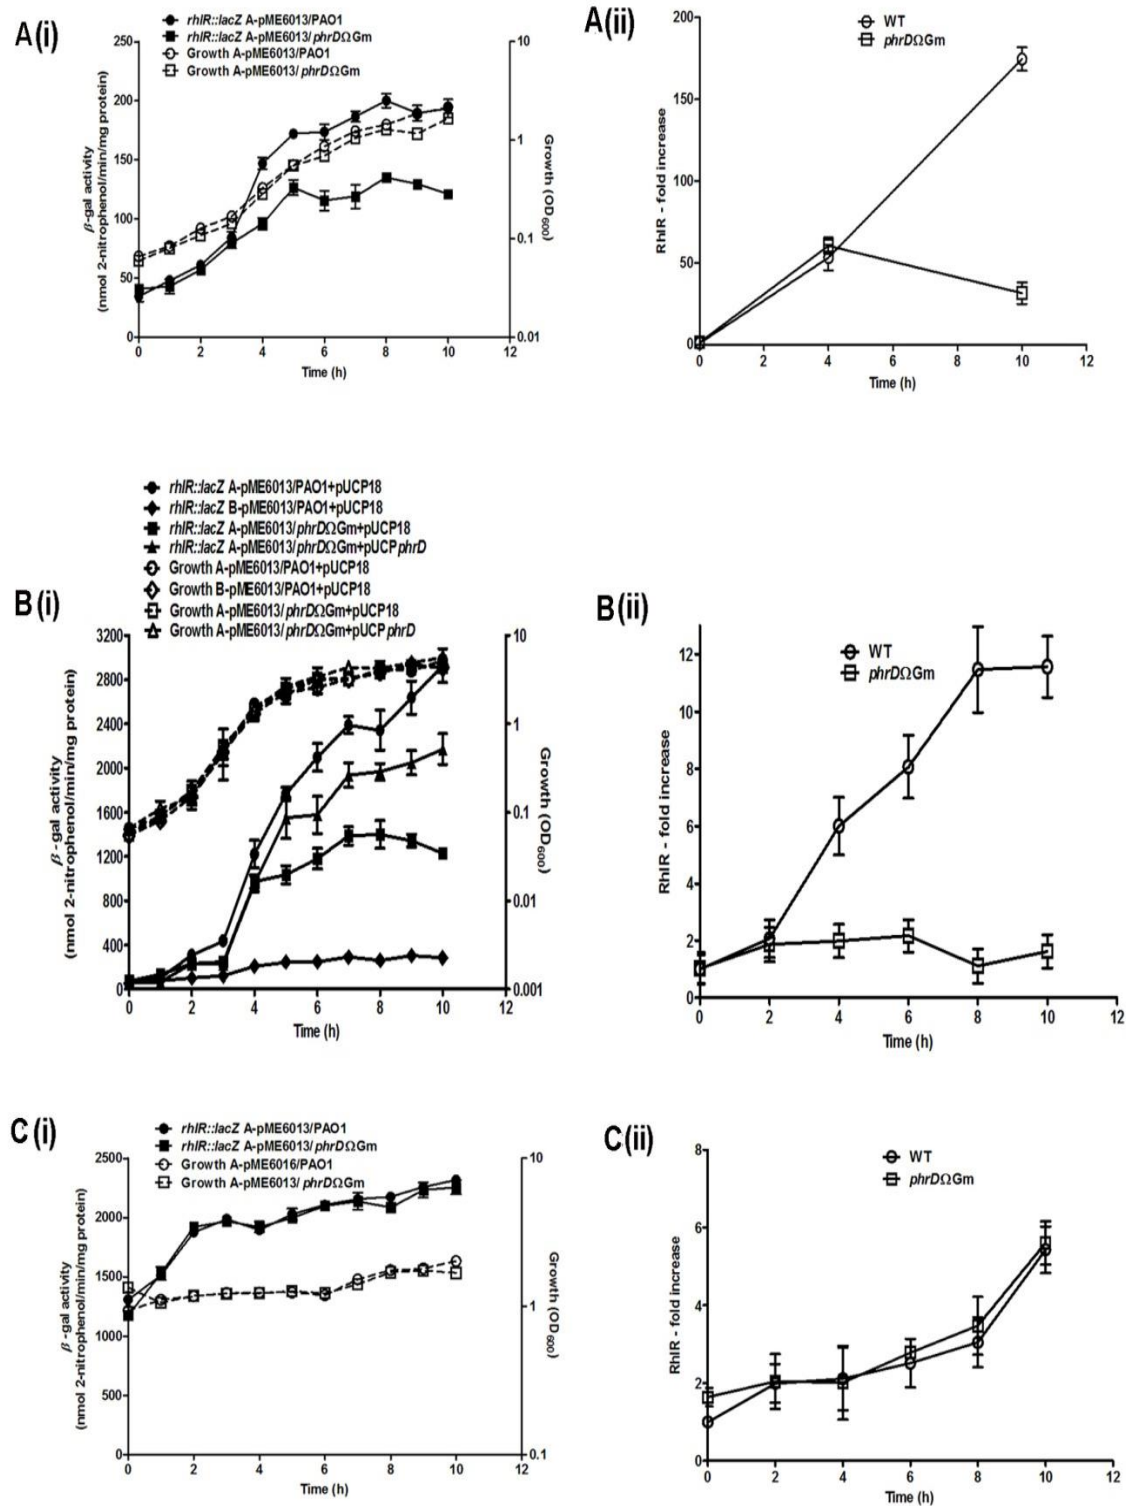 A(i)
rhlR::lacZ A-pME6013/PAO1
rhlR::lacZ A-pME6013/phrDΩGm
Growth A-pME6013/PAO1
Growth A-pME6013/phrDΩGm
250
200
150
100
50
0
β-gal activity
(nmol 2-nitrophenol/min/mg protein)
10
1
0.1
0.01
Growth (OD600)
0 2 4 6 8 10 12
Time (h)
A(ii)
WT
phrDΩGm
200
150
100
50
0
RhlR - fold increase
0 2 4 6 8 10 12
Time (h)
B(i)
rhlR::lacZ A-pME6013/PAO1+pUCP18
rhlR::lacZ B-pME6013/PAO1+pUCP18
rhlR::lacZ A-pME6013/phrDΩGm+pUCP18
rhlR::lacZ A-pME6013/phrDΩGm+pUCPphrD
Growth A-pME6013/PAO1+pUCP18
Growth B-pME6013/PAO1+pUCP18
Growth A-pME6013/phrDΩGm+pUCP18
Growth A-pME6013/phrDΩGm+pUCPphrD
3200
2800
2400
2000
1600
1200
800
400
0
β-gal activity
(nmol 2-nitrophenol/min/mg protein)
10
1
0.1
0.01
0.001
Growth (OD600)
0 2 4 6 8 10 12
Time (h)
B(ii)
WT
phrDΩGm
12
10
8
6
4
2
0
RhlR - fold increase
0 2 4 6 8 10 12
Time (h)
C(i)
rhlR::lacZ A-pME6013/PAO1
rhlR::lacZ A-pME6013/phrDΩGm
Growth A-pME6016/PAO1
Growth A-pME6013/phrDΩGm
2500
2000
1500
1000
500
0
β-gal activity
(nmol 2-nitrophenol/min/mg protein)
10
1
0.1
Growth (OD600)
0 2 4 6 8 10 12
Time (h)
C(ii)
WT
phrDΩGm
8
6
4
2
0
RhlR - fold increase
0 2 4 6 8 10 12
Time (h)